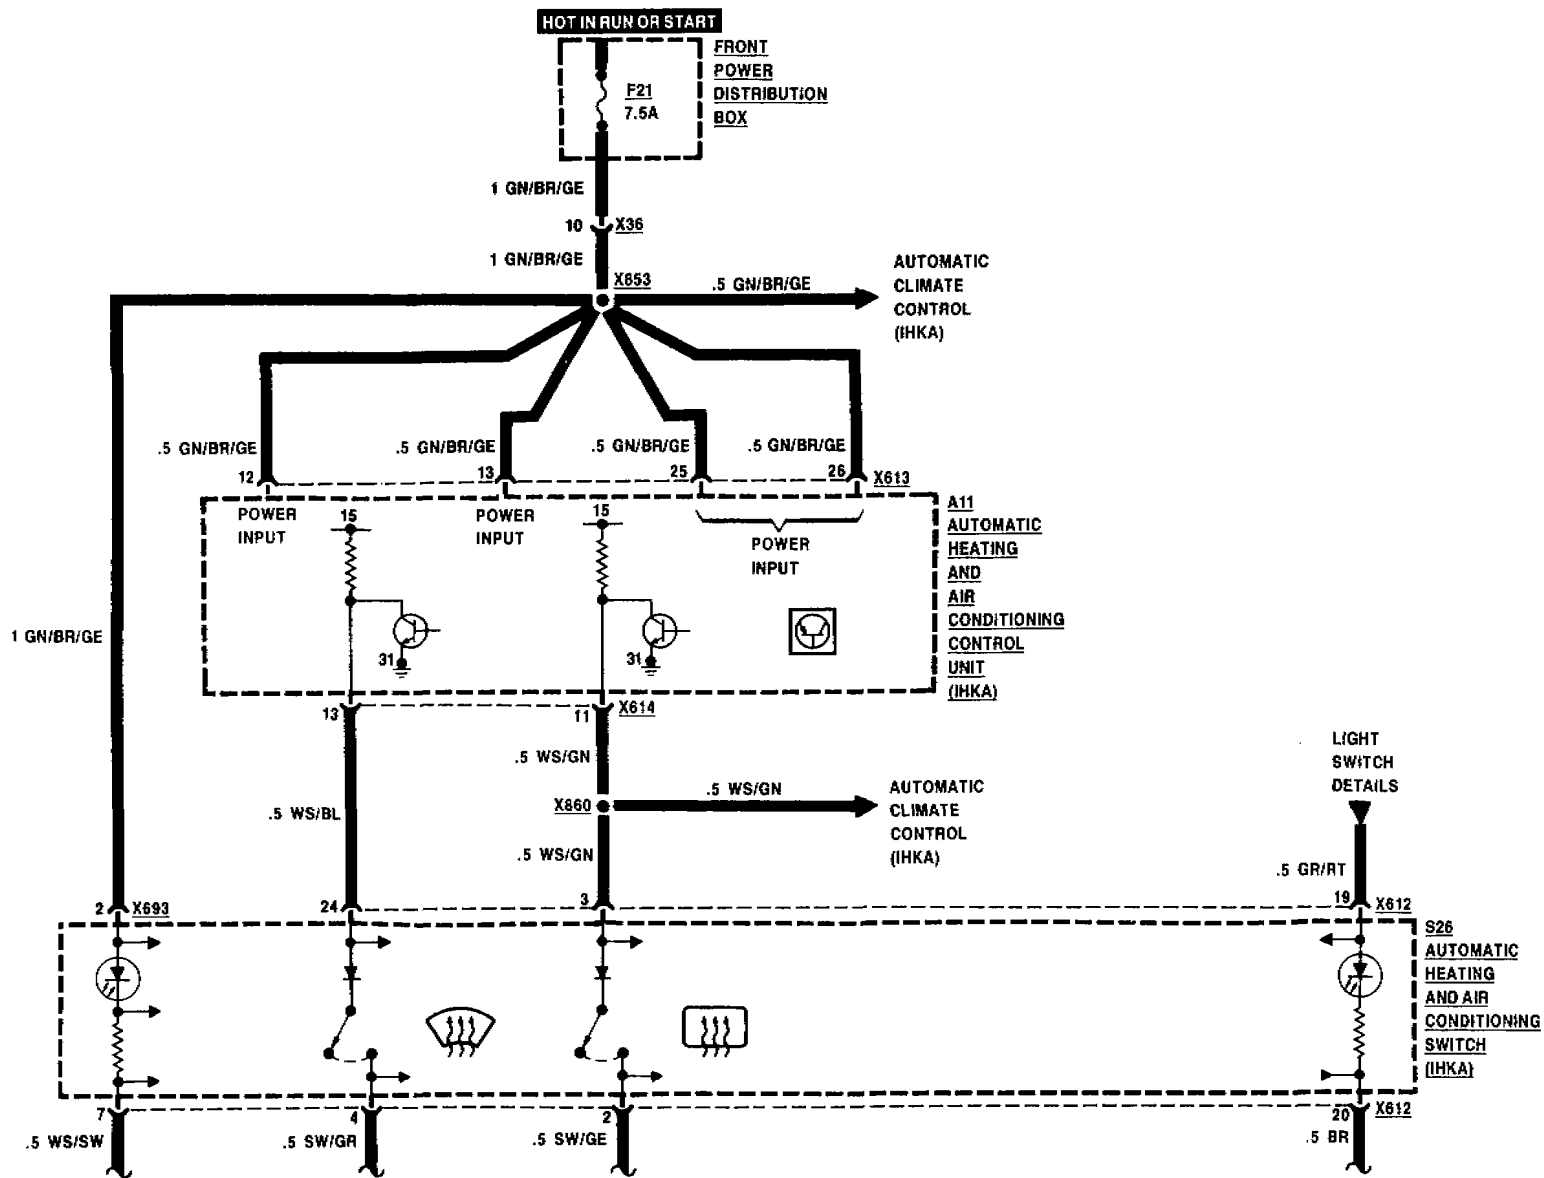 HOT IN RUN OR START
FRONT
POWER
DISTRIBUTION
BOX
F21
7.5A
1 GN/BR/GE
10 X36
1 GN/BR/GE
X853
.5 GN/BR/GE
AUTOMATIC
CLIMATE
CONTROL
(IHKA)
.5 GN/BR/GE
.5 GN/BR/GE
.5 GN/BR/GE
.5 GN/BR/GE
12
13
25
26
X613
POWER
INPUT
15
POWER
INPUT
15
POWER
INPUT
A11
AUTOMATIC
HEATING
AND
AIR
CONDITIONING
CONTROL
UNIT
(IHKA)
31
31
1 GN/BR/GE
13
11
X614
.5 WS/GN
.5 WS/BL
X860
.5 WS/GN
AUTOMATIC
CLIMATE
CONTROL
(IHKA)
.5 WS/GN
LIGHT
SWITCH
DETAILS
.5 GR/RT
2 X693
24
3
19 X612
S26
AUTOMATIC
HEATING
AND AIR
CONDITIONING
SWITCH
(IHKA)
7
4
2
20 X612
.5 WS/SW
.5 SW/GR
.5 SW/GE
.5 BR